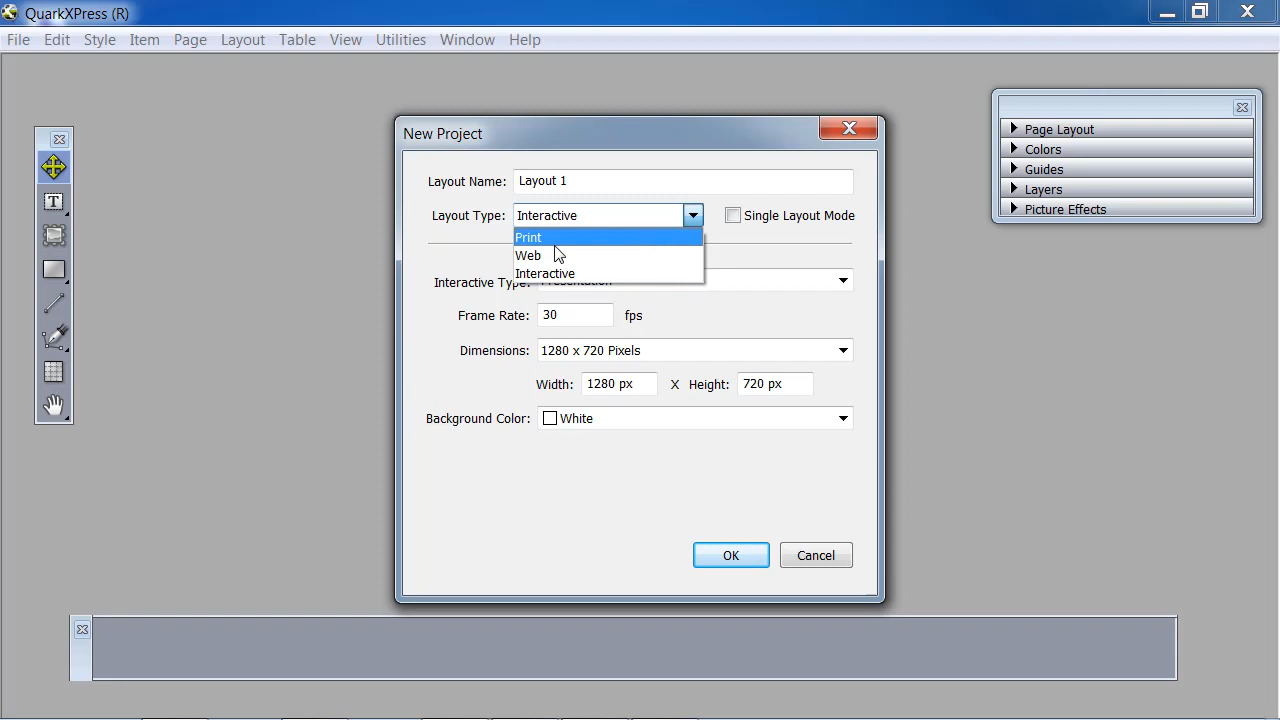 QuarkXPress (R)
File Edit Style Item Page Layout Table View Utilities Window Help
New Project
Layout Name: Layout 1
Layout Type: Interactive Single Layout Mode
Print
Web
Interactive
Interactive Type: Presentation
Frame Rate: 30 fps
Dimensions: 1280 x 720 Pixels
Width: 1280 px X Height: 720 px
Background Color: White
OK Cancel
Page Layout
Colors
Guides
Layers
Picture Effects